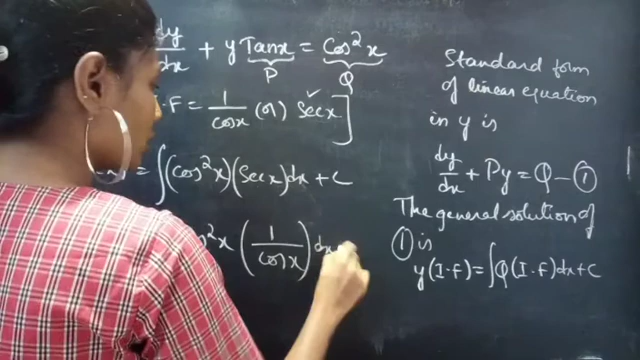 dy/dx + y Tanx = Cos²x
P Q
I.F = 1/cosx (or) Secx
= ∫(Cos²x)(Secx)dx + C
s²x (1/cosx) dx
Standard form
of linear equation
in y is
dy/dx + Py = Q - ①
The general solution of
① is
y(I.F) = ∫Q(I.F)dx + C